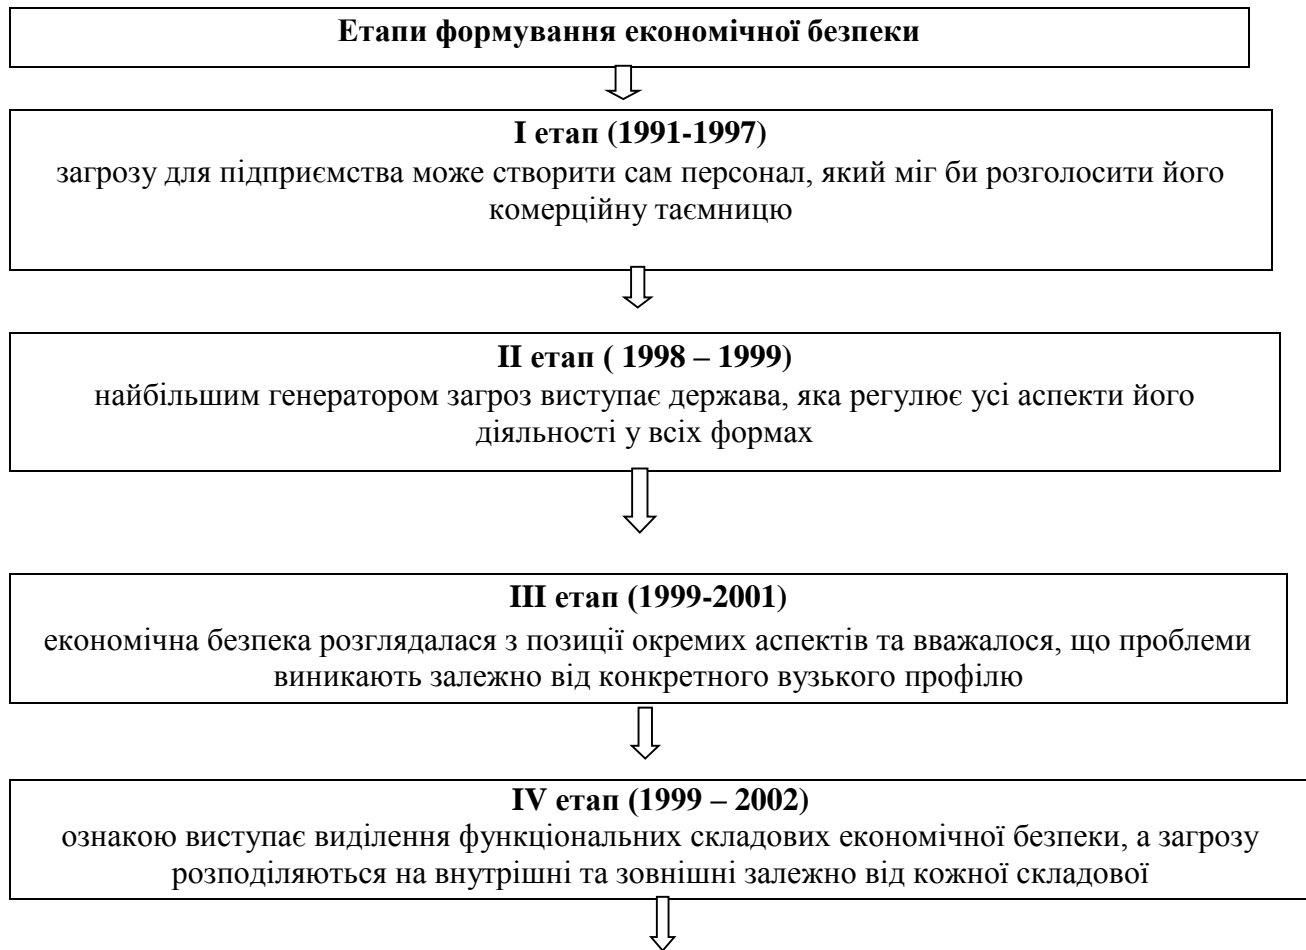 Етапи формування економічної безпеки
І етап (1991-1997)
загрозу для підприємства може створити сам персонал, який міг би розголосити його
комерційну таємницю
ІІ етап ( 1998 – 1999)
найбільшим генератором загроз виступає держава, яка регулює усі аспекти його
діяльності у всіх формах
ІІІ етап (1999-2001)
економічна безпека розглядалася з позиції окремих аспектів та вважалося, що проблеми
виникають залежно від конкретного вузького профілю
IV етап (1999 – 2002)
ознакою виступає виділення функціональних складових економічної безпеки, а загрозу
розподіляються на внутрішні та зовнішні залежно від кожної складової